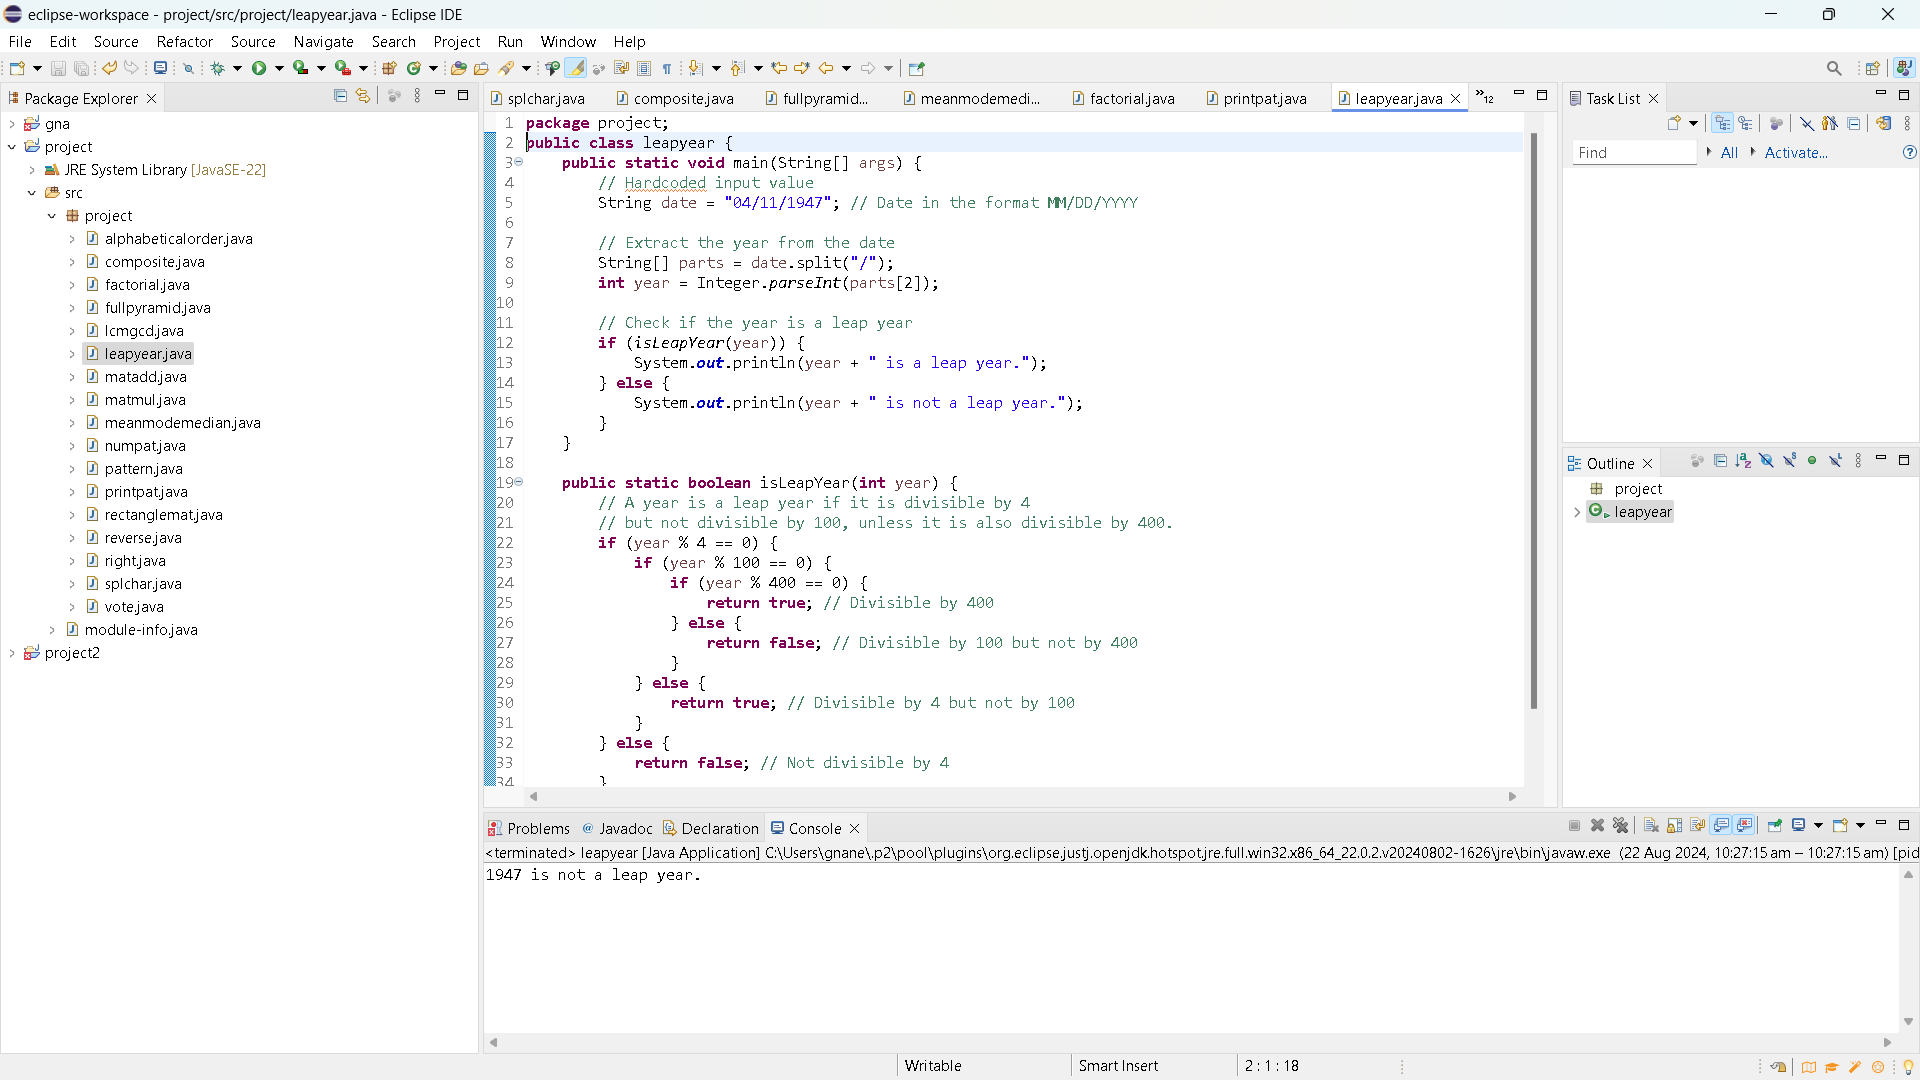 eclipse-workspace - project/src/project/leapyear.java - Eclipse IDE
File Edit Source Refactor Source Navigate Search Project Run Window Help
Package Explorer
gna
project
JRE System Library [JavaSE-22]
src
project
alphabeticalorder.java
composite.java
factorial.java
fullpyramid.java
lcmgcd.java
leapyear.java
matadd.java
matmul.java
meanmodemedian.java
numpat.java
pattern.java
printpat.java
rectanglemat.java
reverse.java
right.java
splchar.java
vote.java
module-info.java
project2
splchar.java composite.java fullpyramid... meanmodemedi... factorial.java printpat.java leapyear.java »12
1 package project;
2 public class leapyear {
3 public static void main(String[] args) {
4 // Hardcoded input value
5 String date = "04/11/1947"; // Date in the format MM/DD/YYYY
6
7 // Extract the year from the date
8 String[] parts = date.split("/");
9 int year = Integer.parseInt(parts[2]);
10
11 // Check if the year is a leap year
12 if (isLeapYear(year)) {
13 System.out.println(year + " is a leap year.");
14 } else {
15 System.out.println(year + " is not a leap year.");
16 }
17 }
18
19 public static boolean isLeapYear(int year) {
20 // A year is a leap year if it is divisible by 4
21 // but not divisible by 100, unless it is also divisible by 400.
22 if (year % 4 == 0) {
23 if (year % 100 == 0) {
24 if (year % 400 == 0) {
25 return true; // Divisible by 400
26 } else {
27 return false; // Divisible by 100 but not by 400
28 }
29 } else {
30 return true; // Divisible by 4 but not by 100
31 }
32 } else {
33 return false; // Not divisible by 4
34 }
Task List
Find All Activate...
Outline
project
leapyear
Problems @ Javadoc Declaration Console
<terminated> leapyear [Java Application] C:\Users\gnane\.p2\pool\plugins\org.eclipse.justj.openjdk.hotspot.jre.full.win32.x86_64_22.0.2.v20240802-1626\jre\bin\javaw.exe (22 Aug 2024, 10:27:15 am – 10:27:15 am) [pid
1947 is not a leap year.
Writable Smart Insert 2 : 1 : 18